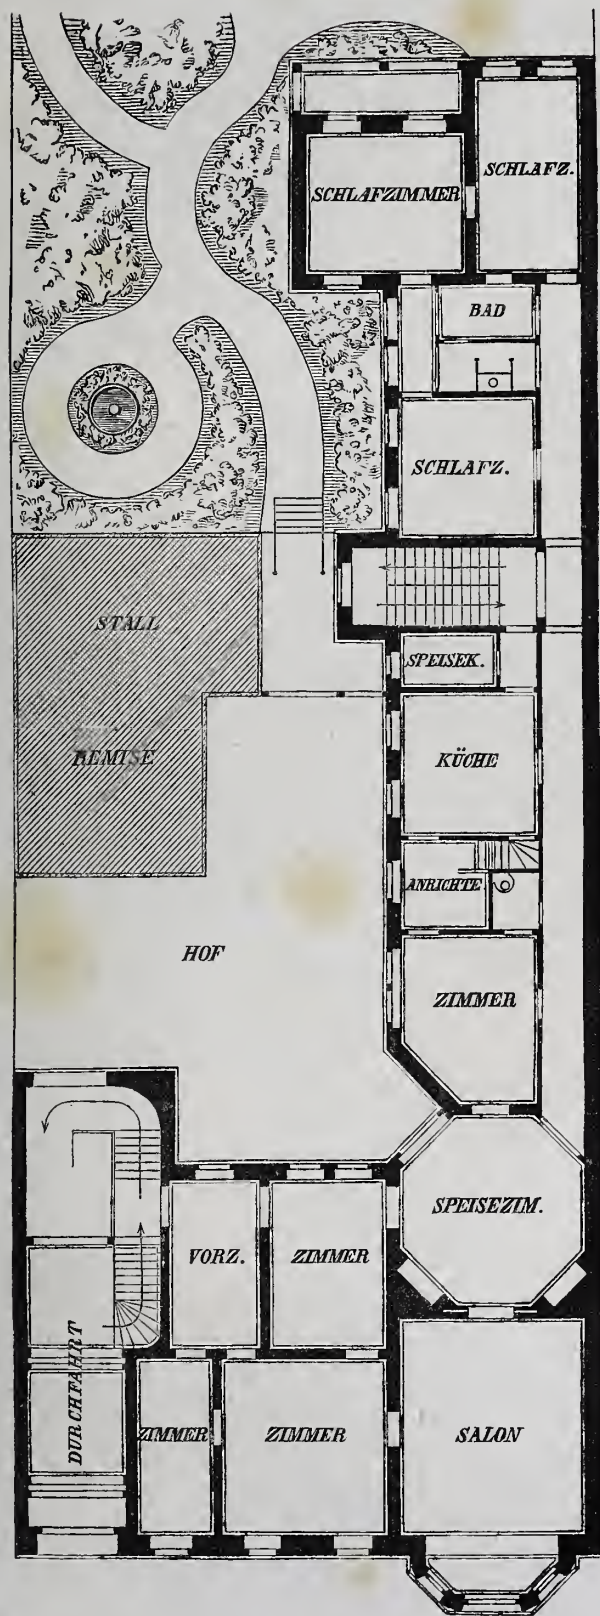 SCHLAFZIMMER
SCHLAFZ.
BAD
SCHLAFZ.
STALL
SPEISEK.
REMISE
KÜCHE
ANRICHTE
HOF
ZIMMER
SPEISEZIM.
VORZ.
ZIMMER
DURCHFAHRT
ZIMMER
ZIMMER
SALON